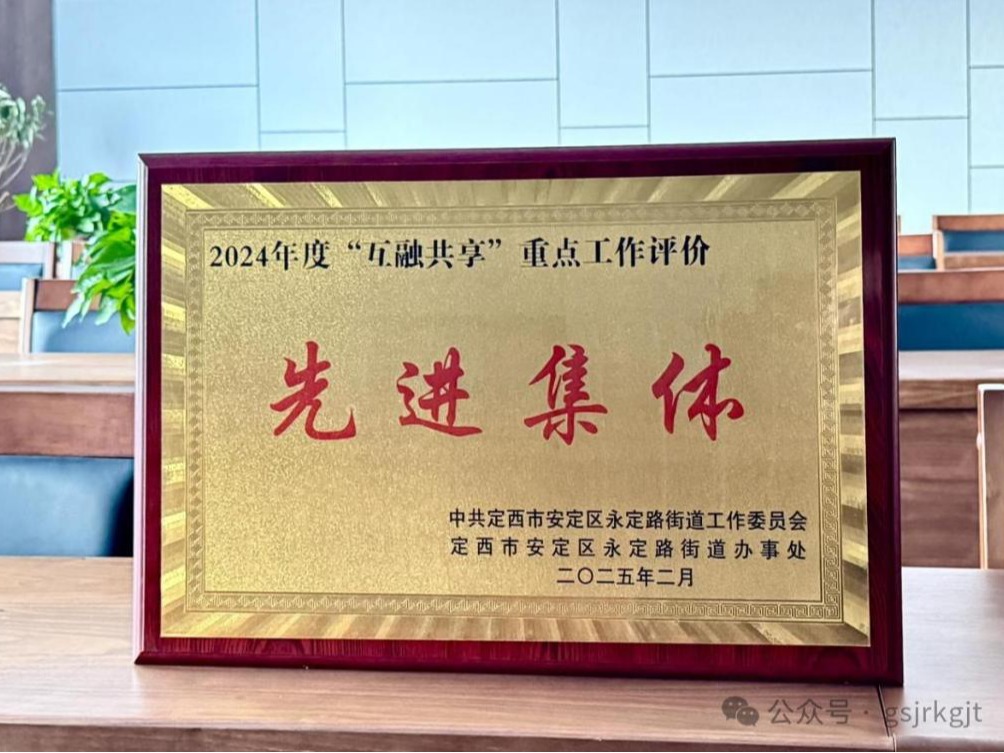 2024年度“互融共享”重点工作评价
先进集体
中共定西市安定区永定路街道工作委员会
定西市安定区永定路街道办事处
二〇二五年二月
公众号 · gsjrkgjt